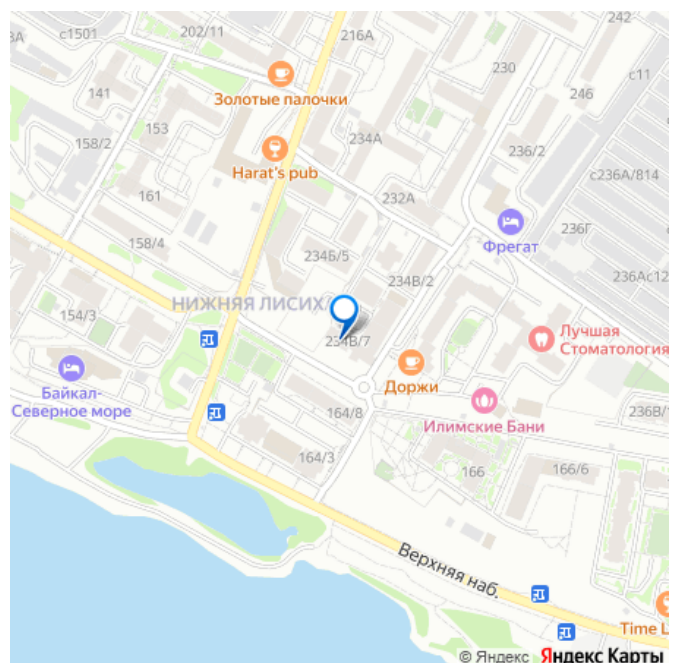 242
202/11
с1501
3А
216А
230
с11
141
246
Золотые палочки
153
234А
158/2
236/2
с236А/814
Harat's pub
161
232А
236Г
158/4
Фрегат
234Б/5
234В/2
236Ас12
НИЖНЯЯ ЛИСИХА
154/3
234В/7
Лучшая
Стоматология
Байкал-
Северное море
Доржи
164/8
236В/1
Илимские Бани
164/3
166
166/6
Верхняя наб.
Time L
© Яндекс Яндекс Карты